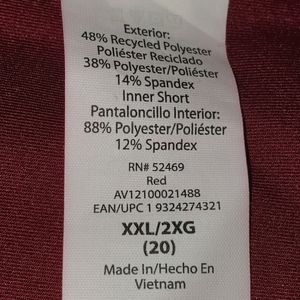 Exterior:
48% Recycled Polyester
Poliéster Reciclado
38% Polyester/Poliéster
14% Spandex
Inner Short
Pantaloncillo Interior:
88% Polyester/Poliéster
12% Spandex
RN# 52469
Red
AV12100021488
EAN/UPC 1 9324274321
XXL/2XG
(20)
Made In/Hecho En
Vietnam